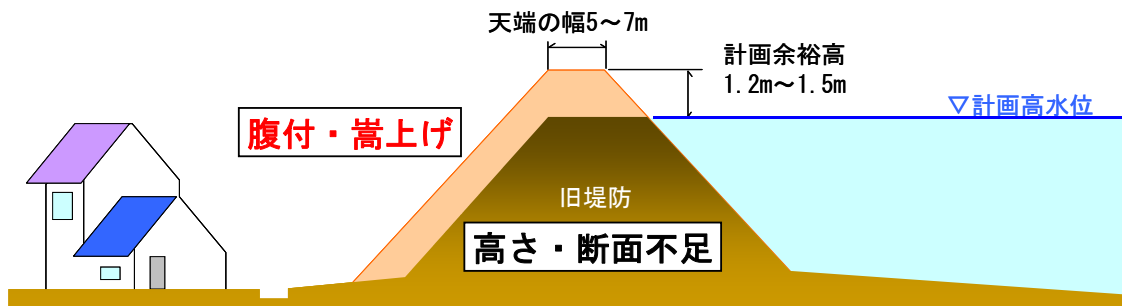 天端の幅5～7m
計画余裕高
1.2m～1.5m
▽計画高水位
腹付・嵩上げ
旧堤防
高さ・断面不足